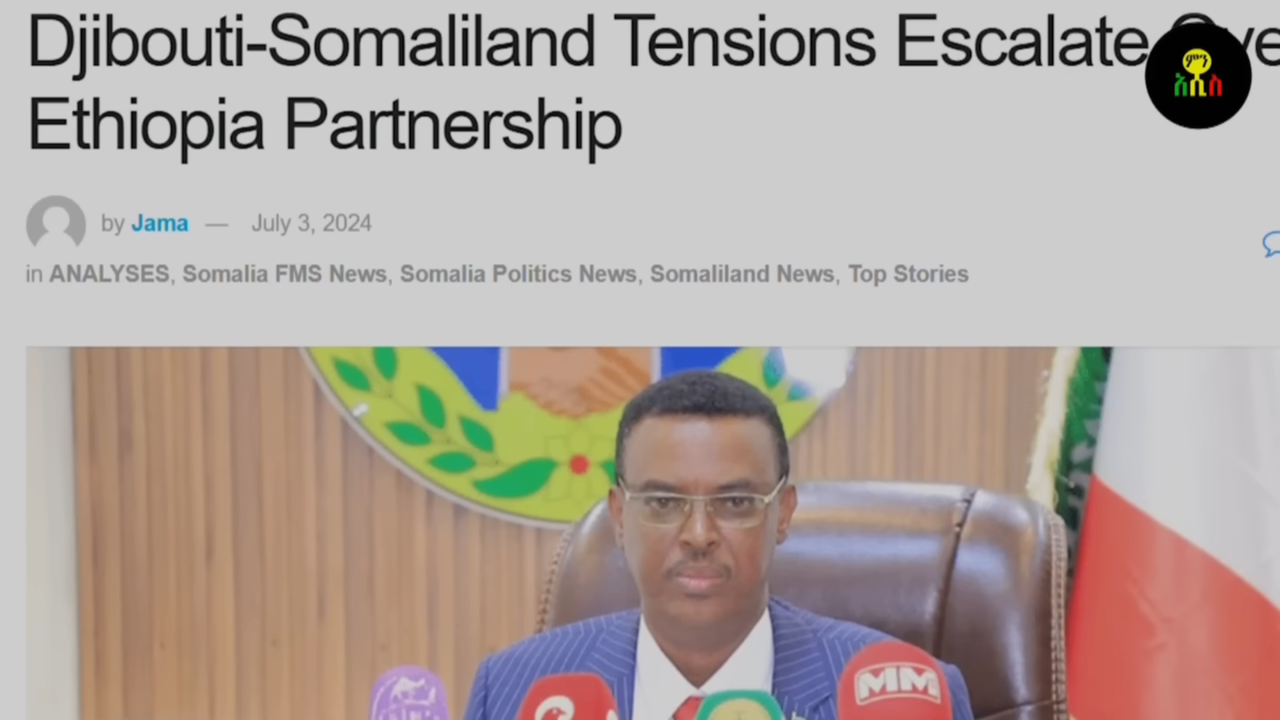 Djibouti-Somaliland Tensions Escalate
Ethiopia Partnership
by Jama — July 3, 2024
in ANALYSES, Somalia FMS News, Somalia Politics News, Somaliland News, Top Stories
MM